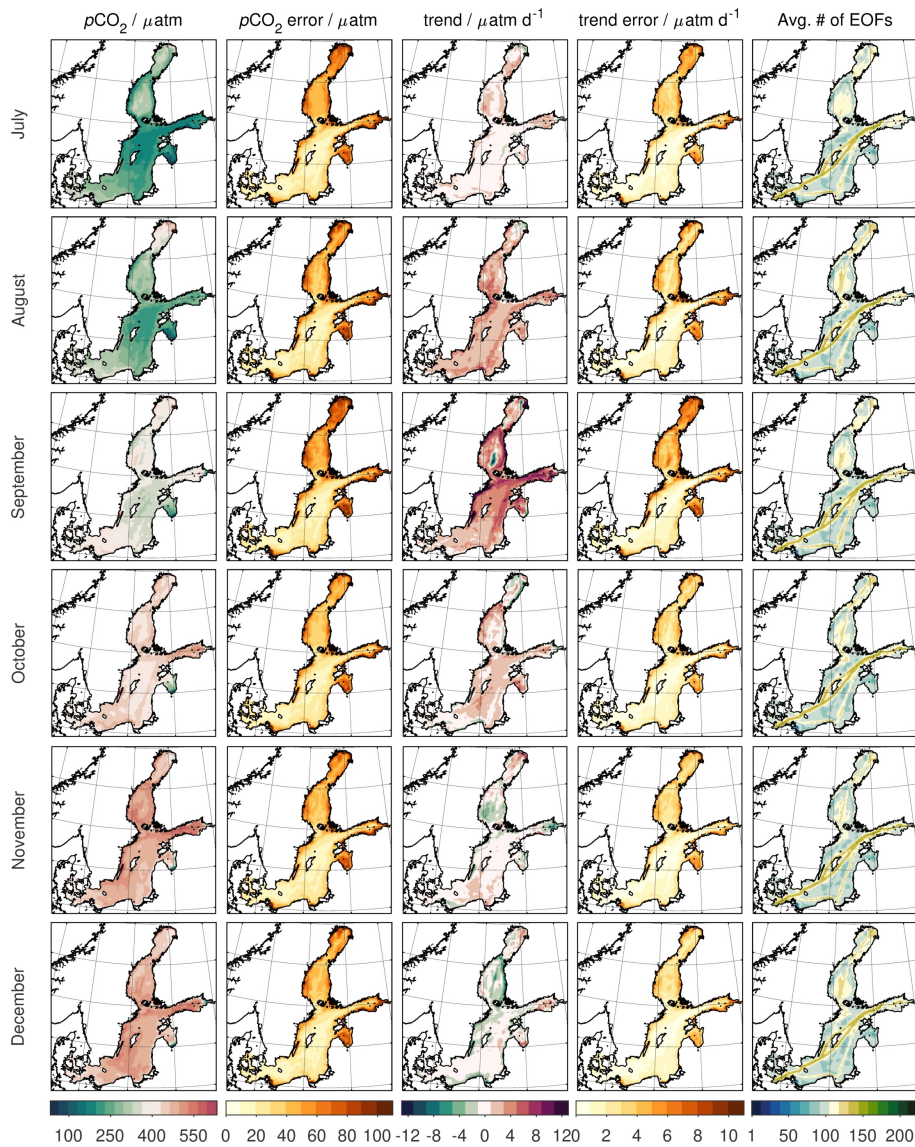 pCO₂ / μatm pCO₂ error / μatm trend / μatm d⁻¹ trend error / μatm d⁻¹ Avg. # of EOFs
July
August
September
October
November
December
100 250 400 550 0 20 40 60 80 100 -12 -8 -4 0 4 8 12 0 2 4 6 8 10 1 50 100 150 200